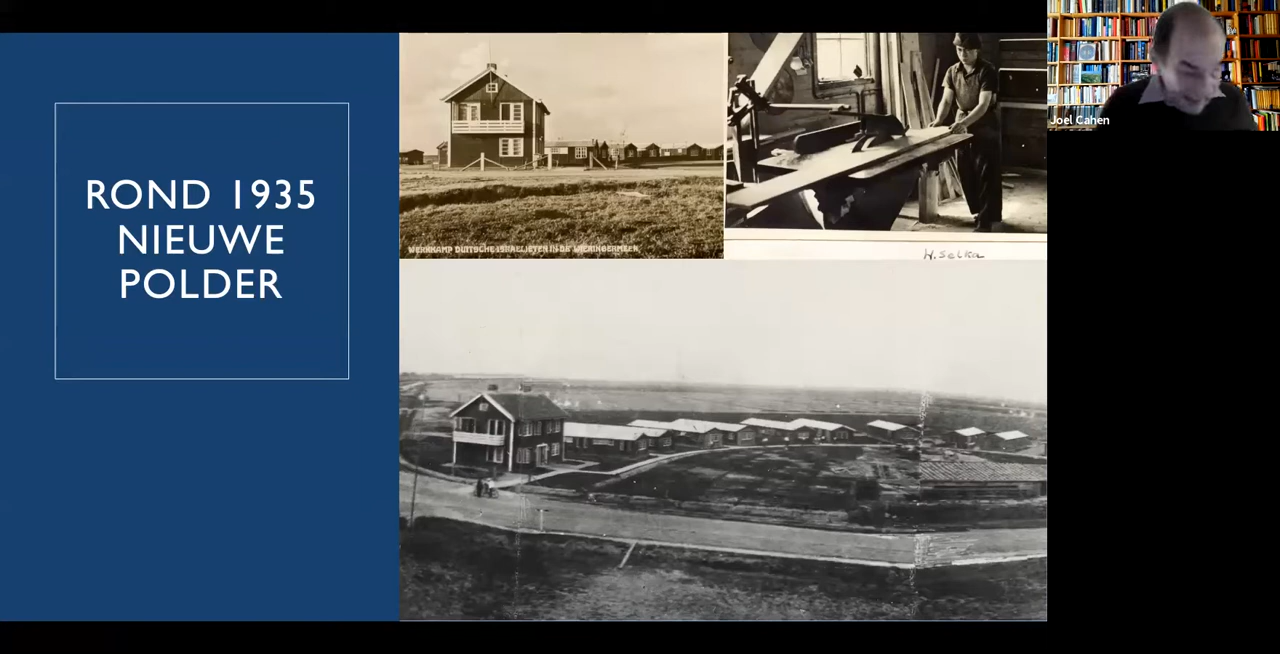 ROND 1935
NIEUWE
POLDER
WERKKAMP DUITSCHE ISRAELIETEN IN DE WIERINGERMEER
H. Selka
Joel Cahen